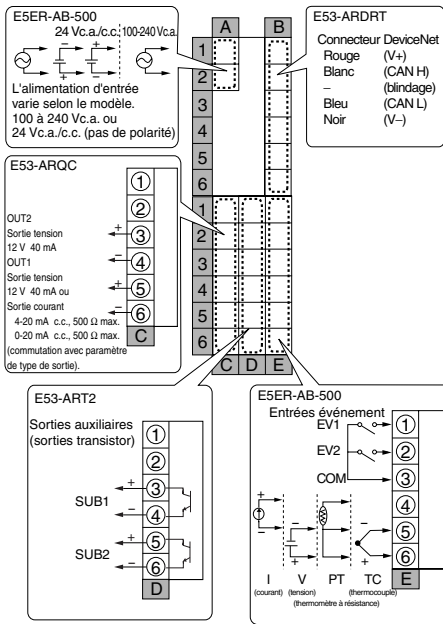 E5ER-AB-500
24 Vc.a./c.c. 100-240 Vc.a.
− + −
+ − +
L'alimentation d'entrée
varie selon le modèle.
100 à 240 Vc.a. ou
24 Vc.a./c.c. (pas de polarité)
A B
1
2
3
4
5
6
1
2
3
4
5
6
C D E
E53-ARDRT
Connecteur DeviceNet
Rouge (V+)
Blanc (CAN H)
– (blindage)
Bleu (CAN L)
Noir (V–)
E53-ARQC
OUT2
Sortie tension
12 V 40 mA
OUT1
Sortie tension
12 V 40 mA ou
Sortie courant
4-20 mA c.c., 500 Ω max.
0-20 mA c.c., 500 Ω max.
(commutation avec paramètre
de type de sortie).
1
2
+ 3
− 4
+ 5
− 6
C
E53-ART2
Sorties auxiliaires
(sorties transistor)
SUB1
SUB2
1
2
+ 3
− 4
+ 5
− 6
D
E5ER-AB-500
Entrées événement
EV1 1
EV2 2
COM 3
4
5
6
E
+ − −
− + +
I V PT TC
(courant) (tension) (thermocouple)
(thermomètre à résistance)